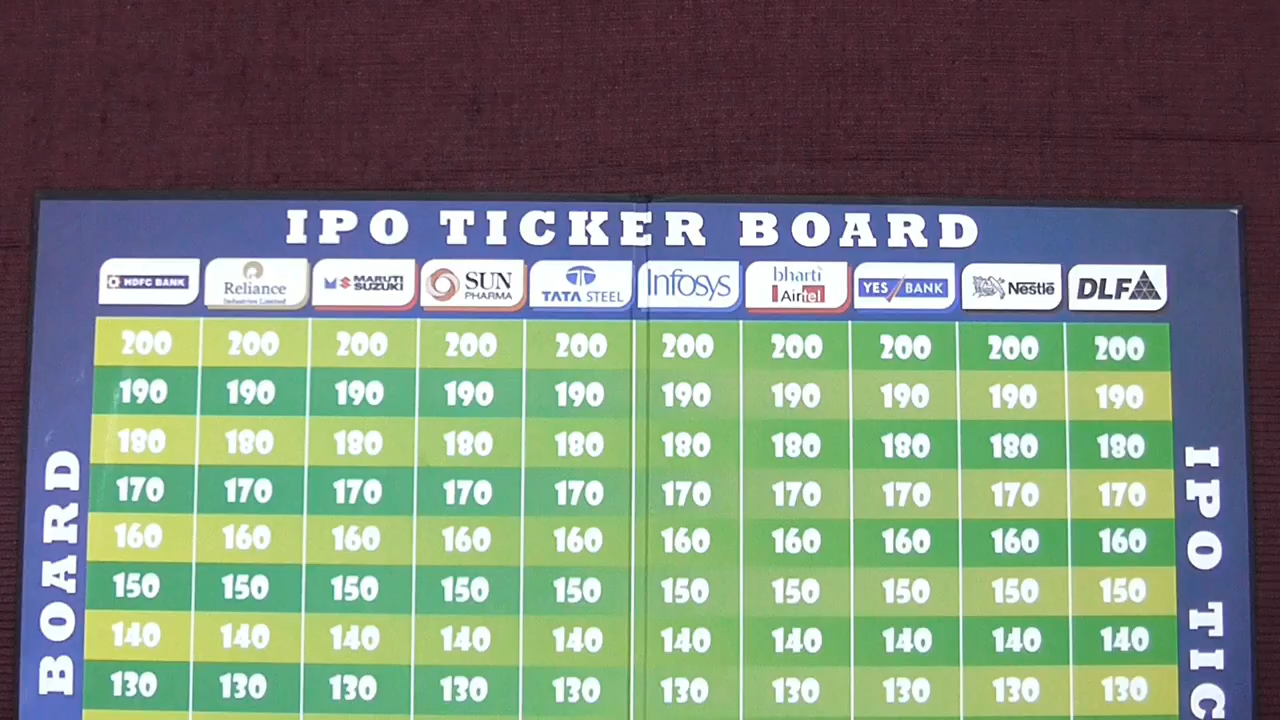 IPO TICKER BOARD
HDFC BANK Reliance Industries Limited MARUTI SUZUKI SUN PHARMA TATA STEEL Infosys bharti Airtel YES BANK Nestle DLF
200 200 200 200 200 200 200 200 200 200
190 190 190 190 190 190 190 190 190 190
180 180 180 180 180 180 180 180 180 180
170 170 170 170 170 170 170 170 170 170
160 160 160 160 160 160 160 160 160 160
150 150 150 150 150 150 150 150 150 150
140 140 140 140 140 140 140 140 140 140
130 130 130 130 130 130 130 130 130 130
BOARD
IPO TIC